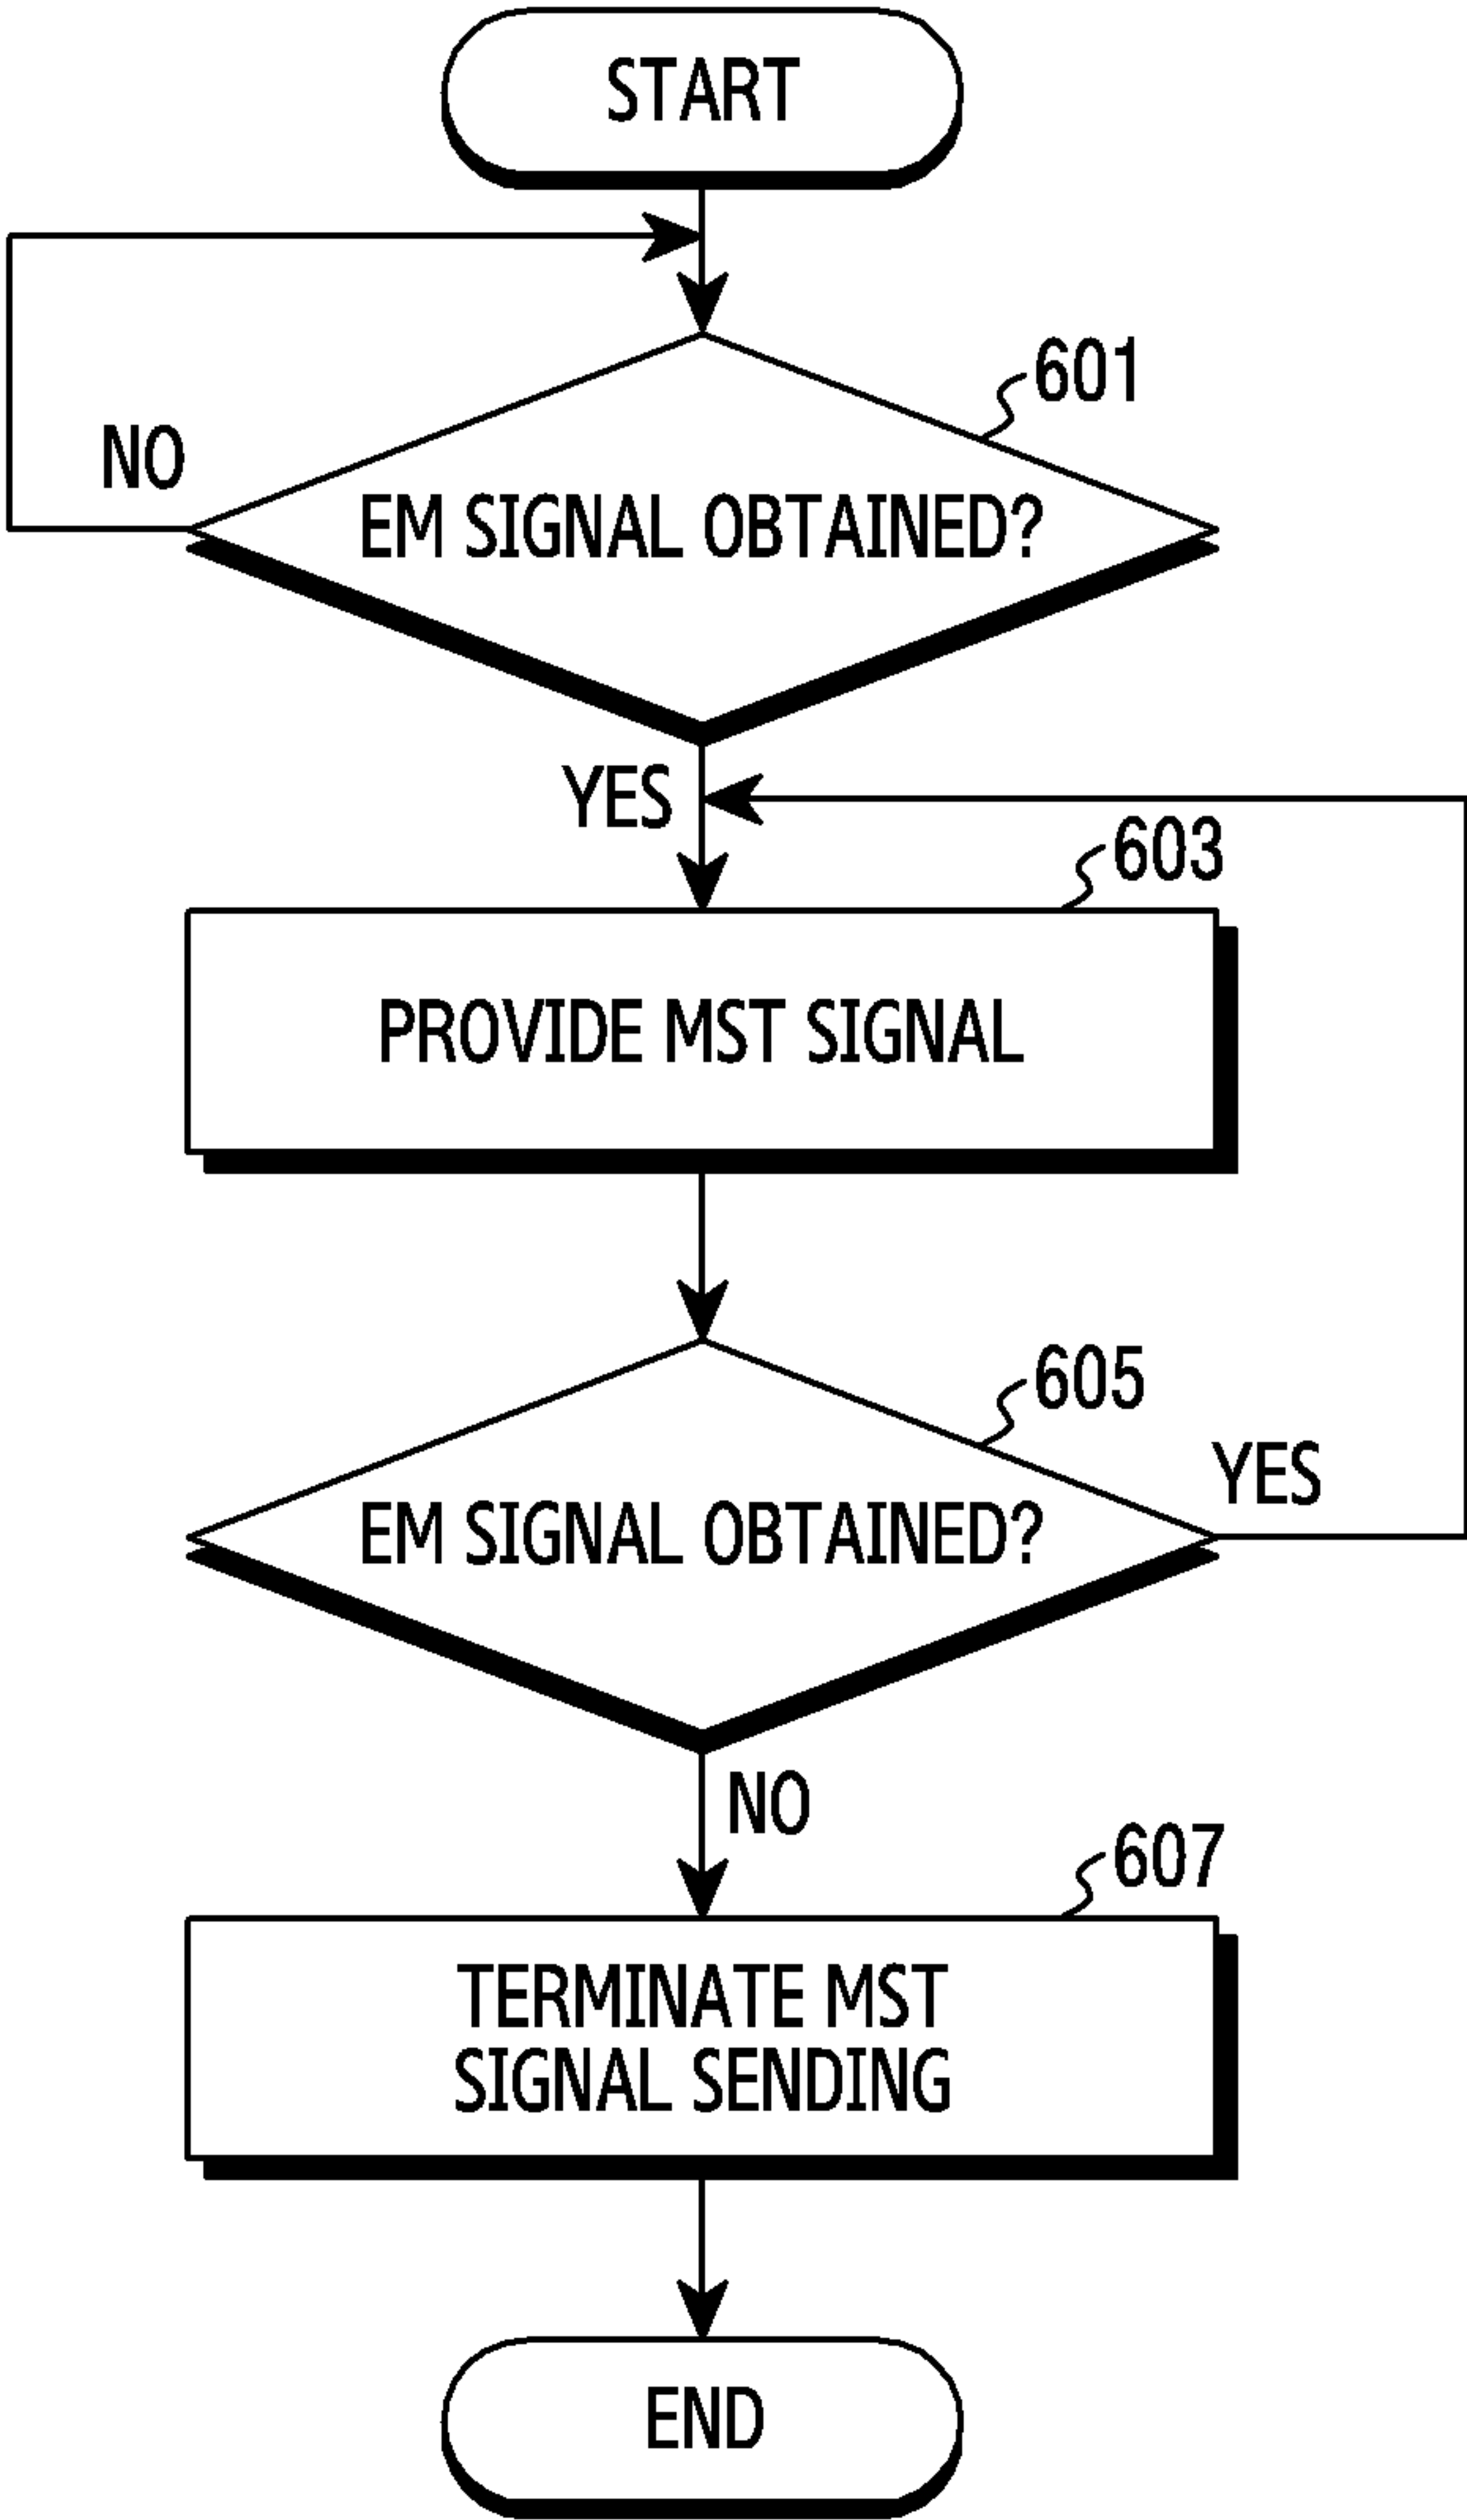 START
601
NO
EM SIGNAL OBTAINED?
YES
603
PROVIDE MST SIGNAL
605
YES
EM SIGNAL OBTAINED?
NO
607
TERMINATE MST
SIGNAL SENDING
END